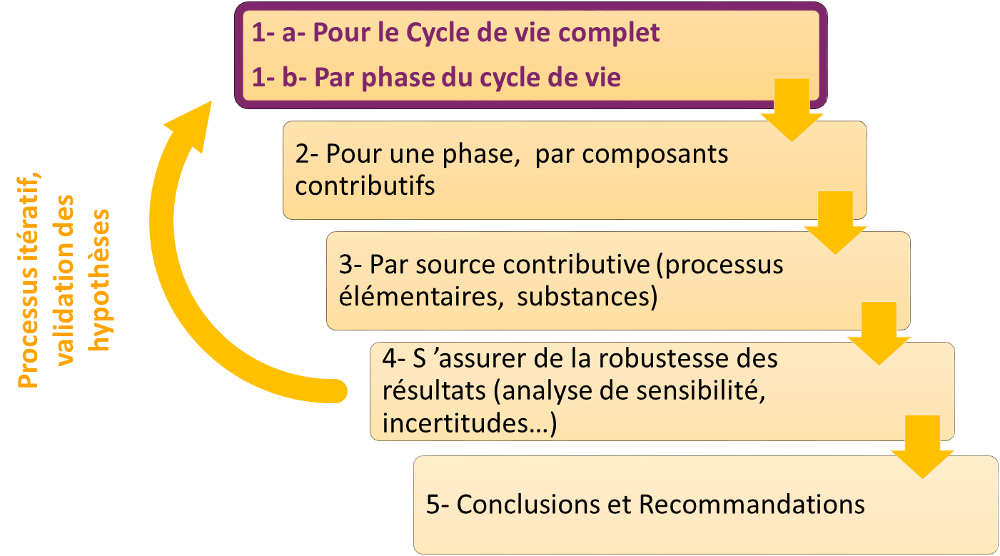 1- a- Pour le Cycle de vie complet
1- b- Par phase du cycle de vie
2- Pour une phase, par composants
contributifs
3- Par source contributive (processus
élémentaires, substances)
4- S ’assurer de la robustesse des
résultats (analyse de sensibilité,
incertitudes…)
5- Conclusions et Recommandations
Processus itératif,
validation des
hypothèses